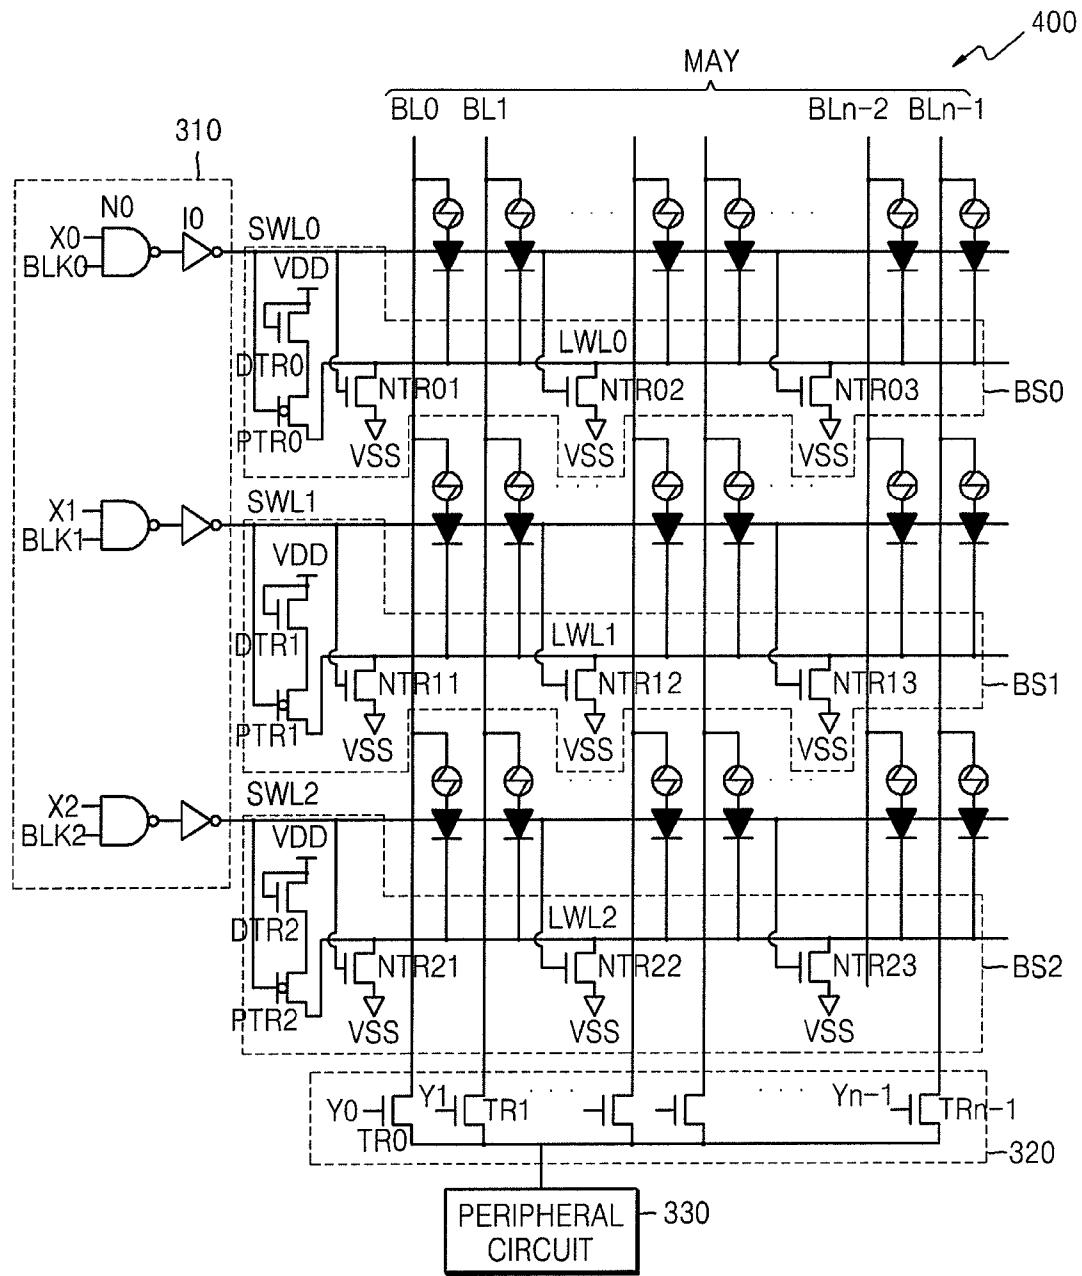 400
MAY
BL0 BL1 BLn-2 BLn-1
310
N0 I0
SWL0
X0
BLK0
VDD
DTR0
LWL0
NTR01 NTR02 NTR03
BS0
PTR0
VSS VSS VSS
SWL1
X1
BLK1
VDD
DTR1
LWL1
NTR11 NTR12 NTR13
BS1
PTR1
VSS VSS VSS
SWL2
X2
BLK2
VDD
DTR2
LWL2
NTR21 NTR22 NTR23
BS2
PTR2
VSS VSS VSS
Y0 Y1 Yn-1
TR0 TR1 TRn-1
320
PERIPHERAL
CIRCUIT
330